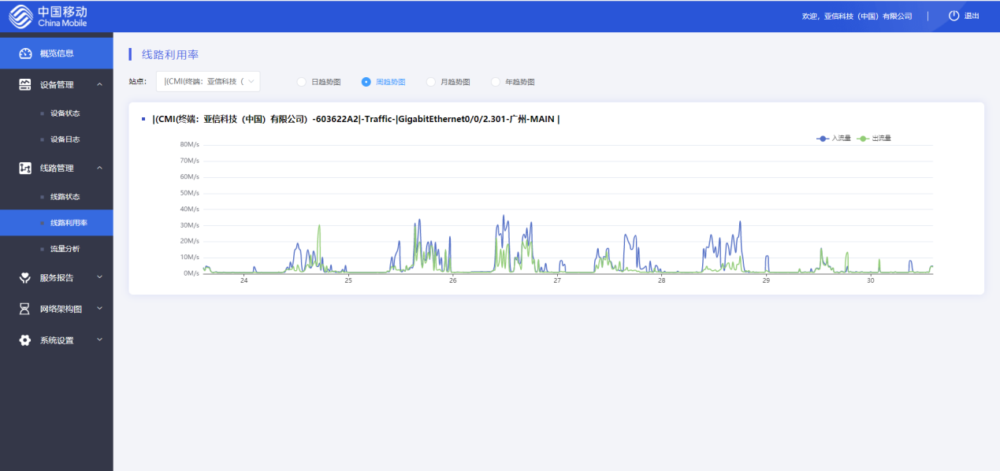 中国移动
China Mobile
欢迎，亚信科技（中国）有限公司
退出
概览信息
设备管理
设备状态
设备日志
线路管理
线路状态
线路利用率
流量分析
服务报告
网络架构图
系统设置
线路利用率
站点：
|(CMI(终端：亚信科技（
日趋势图
周趋势图
月趋势图
年趋势图
|(CMI(终端：亚信科技（中国）有限公司）-603622A2|-Traffic-|GigabitEthernet0/0/2.301-广州-MAIN |
入流量
出流量
80M/s
70M/s
60M/s
50M/s
40M/s
30M/s
20M/s
10M/s
0M/s
24
25
26
27
28
29
30